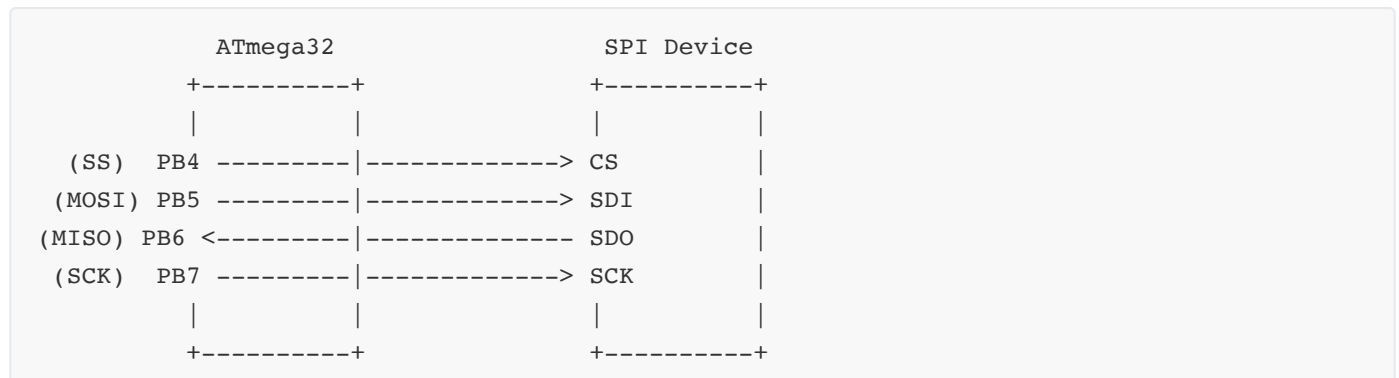 ATmega32                SPI Device
+----------+               +----------+
|          |               |          |
(SS)  PB4 ---------|-------------> CS         |
(MOSI) PB5 ---------|-------------> SDI        |
(MISO) PB6 <---------|-------------- SDO        |
(SCK)  PB7 ---------|-------------> SCK        |
|          |               |          |
+----------+               +----------+